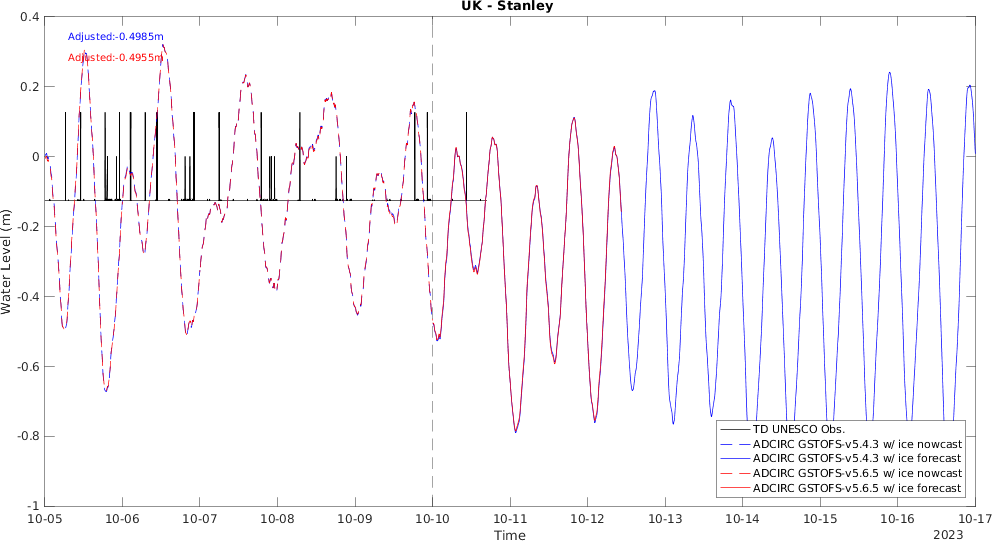 UK - Stanley
Adjusted:-0.4985m
Adjusted:-0.4955m
0.4
0.2
0
-0.2
-0.4
-0.6
-0.8
-1
Water Level (m)
TD UNESCO Obs.
ADCIRC GSTOFS-v5.4.3 w/ ice nowcast
ADCIRC GSTOFS-v5.4.3 w/ ice forecast
ADCIRC GSTOFS-v5.6.5 w/ ice nowcast
ADCIRC GSTOFS-v5.6.5 w/ ice forecast
10-05 10-06 10-07 10-08 10-09 10-10 10-11 10-12 10-13 10-14 10-15 10-16 10-17
Time
2023